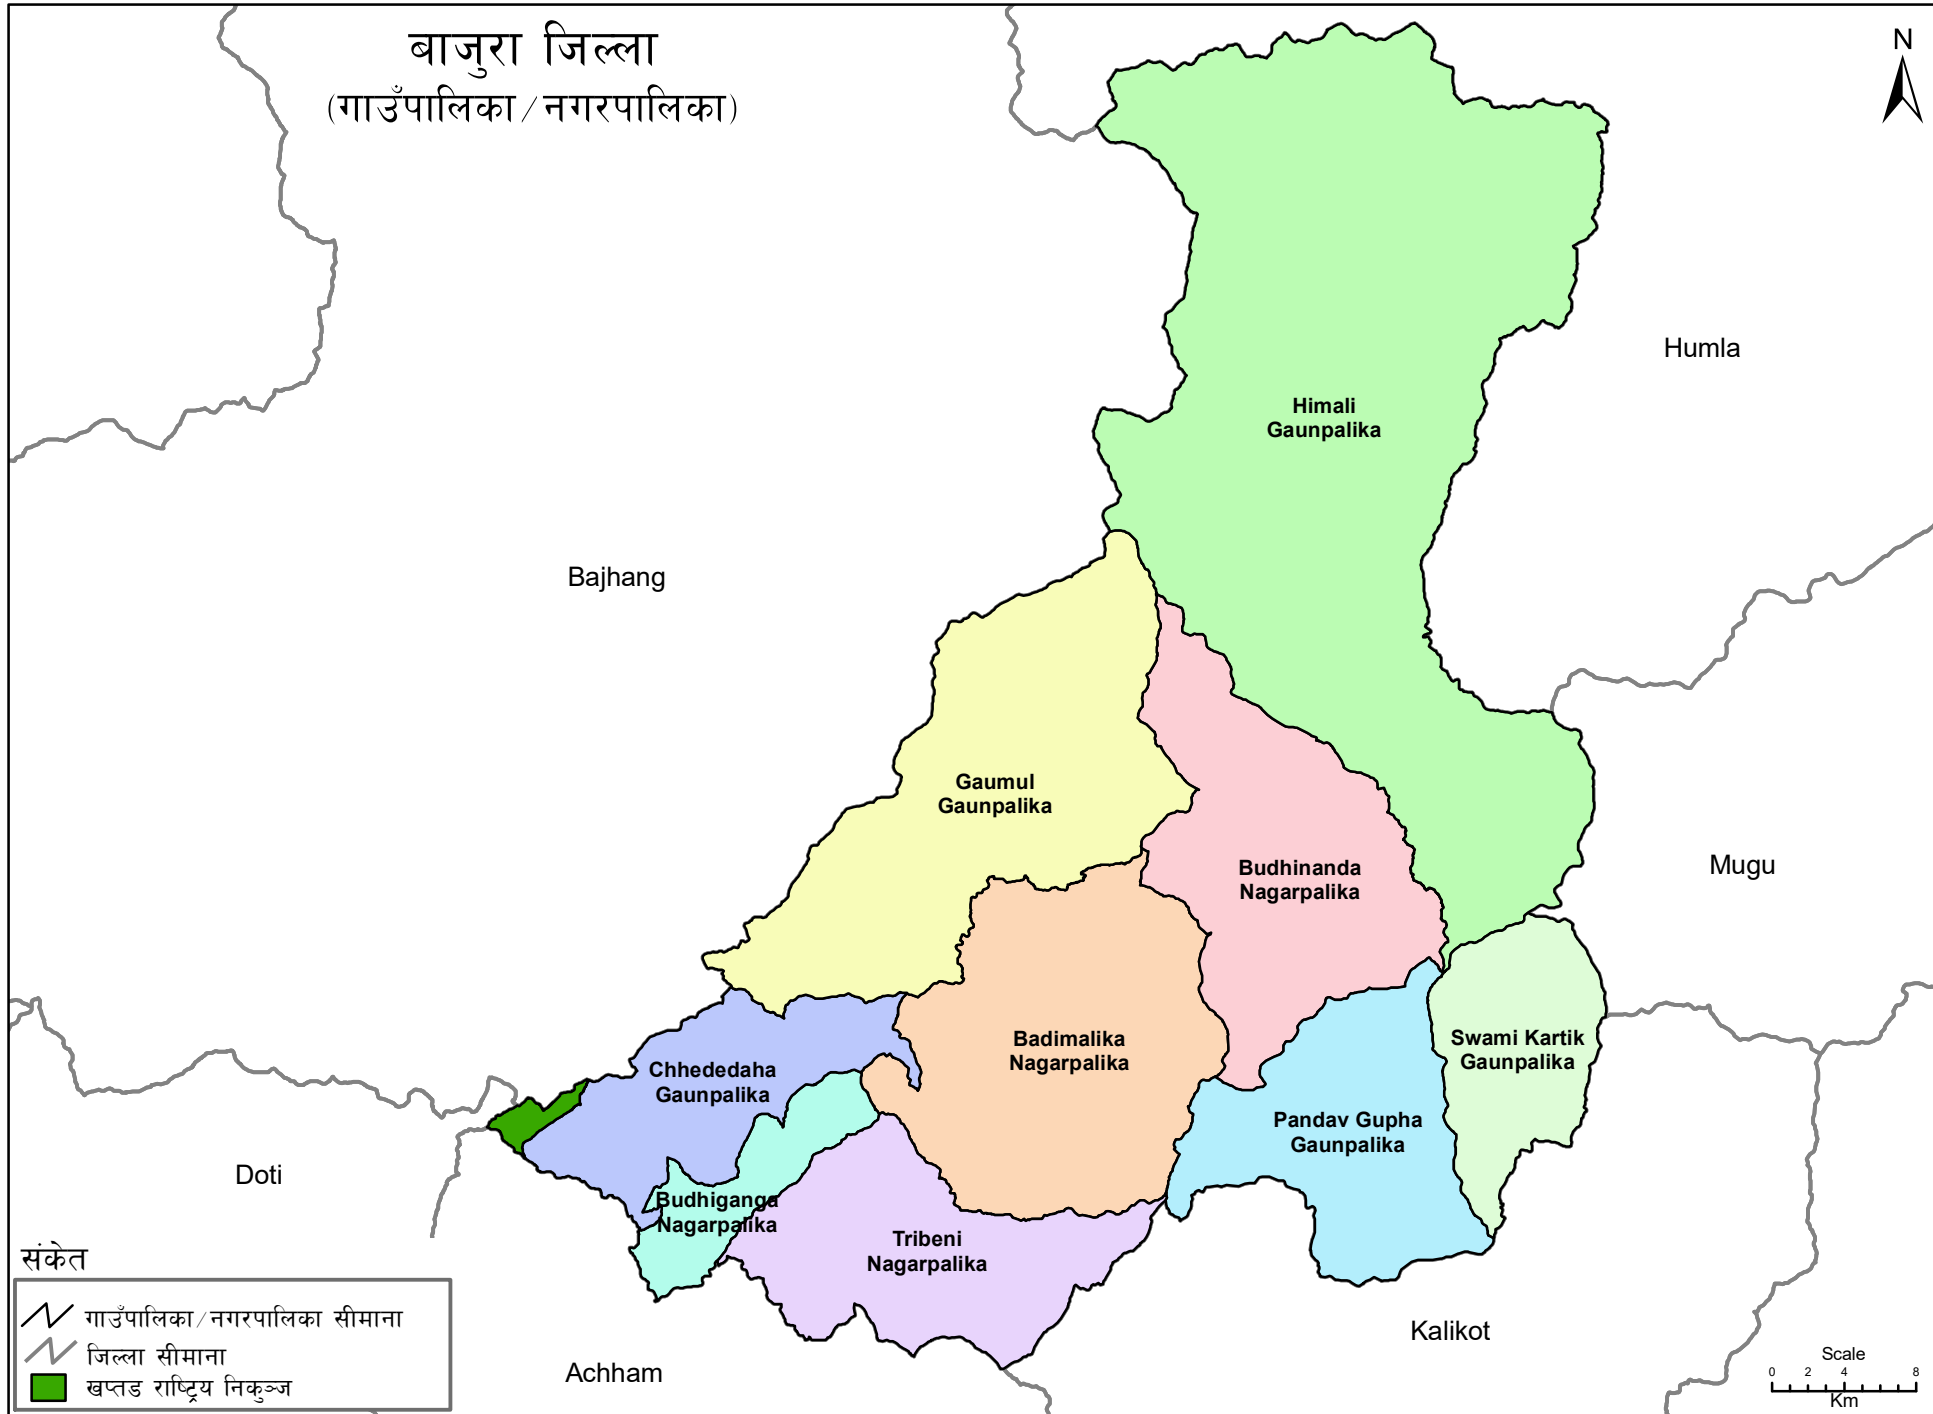 बाजुरा जिल्ला
(गाउँपालिका/नगरपालिका)
N
Humla
Himali
Gaunpalika
Bajhang
Gaumul
Gaunpalika
Budhinanda
Nagarpalika
Mugu
Badimalika
Nagarpalika
Swami Kartik
Gaunpalika
Chhededaha
Gaunpalika
Pandav Gupha
Gaunpalika
Doti
Budhiganga
Nagarpalika
Tribeni
Nagarpalika
Kalikot
Achham
संकेत
गाउँपालिका/नगरपालिका सीमाना
जिल्ला सीमाना
खप्तड राष्ट्रिय निकुञ्ज
Scale
0 2 4 8
Km